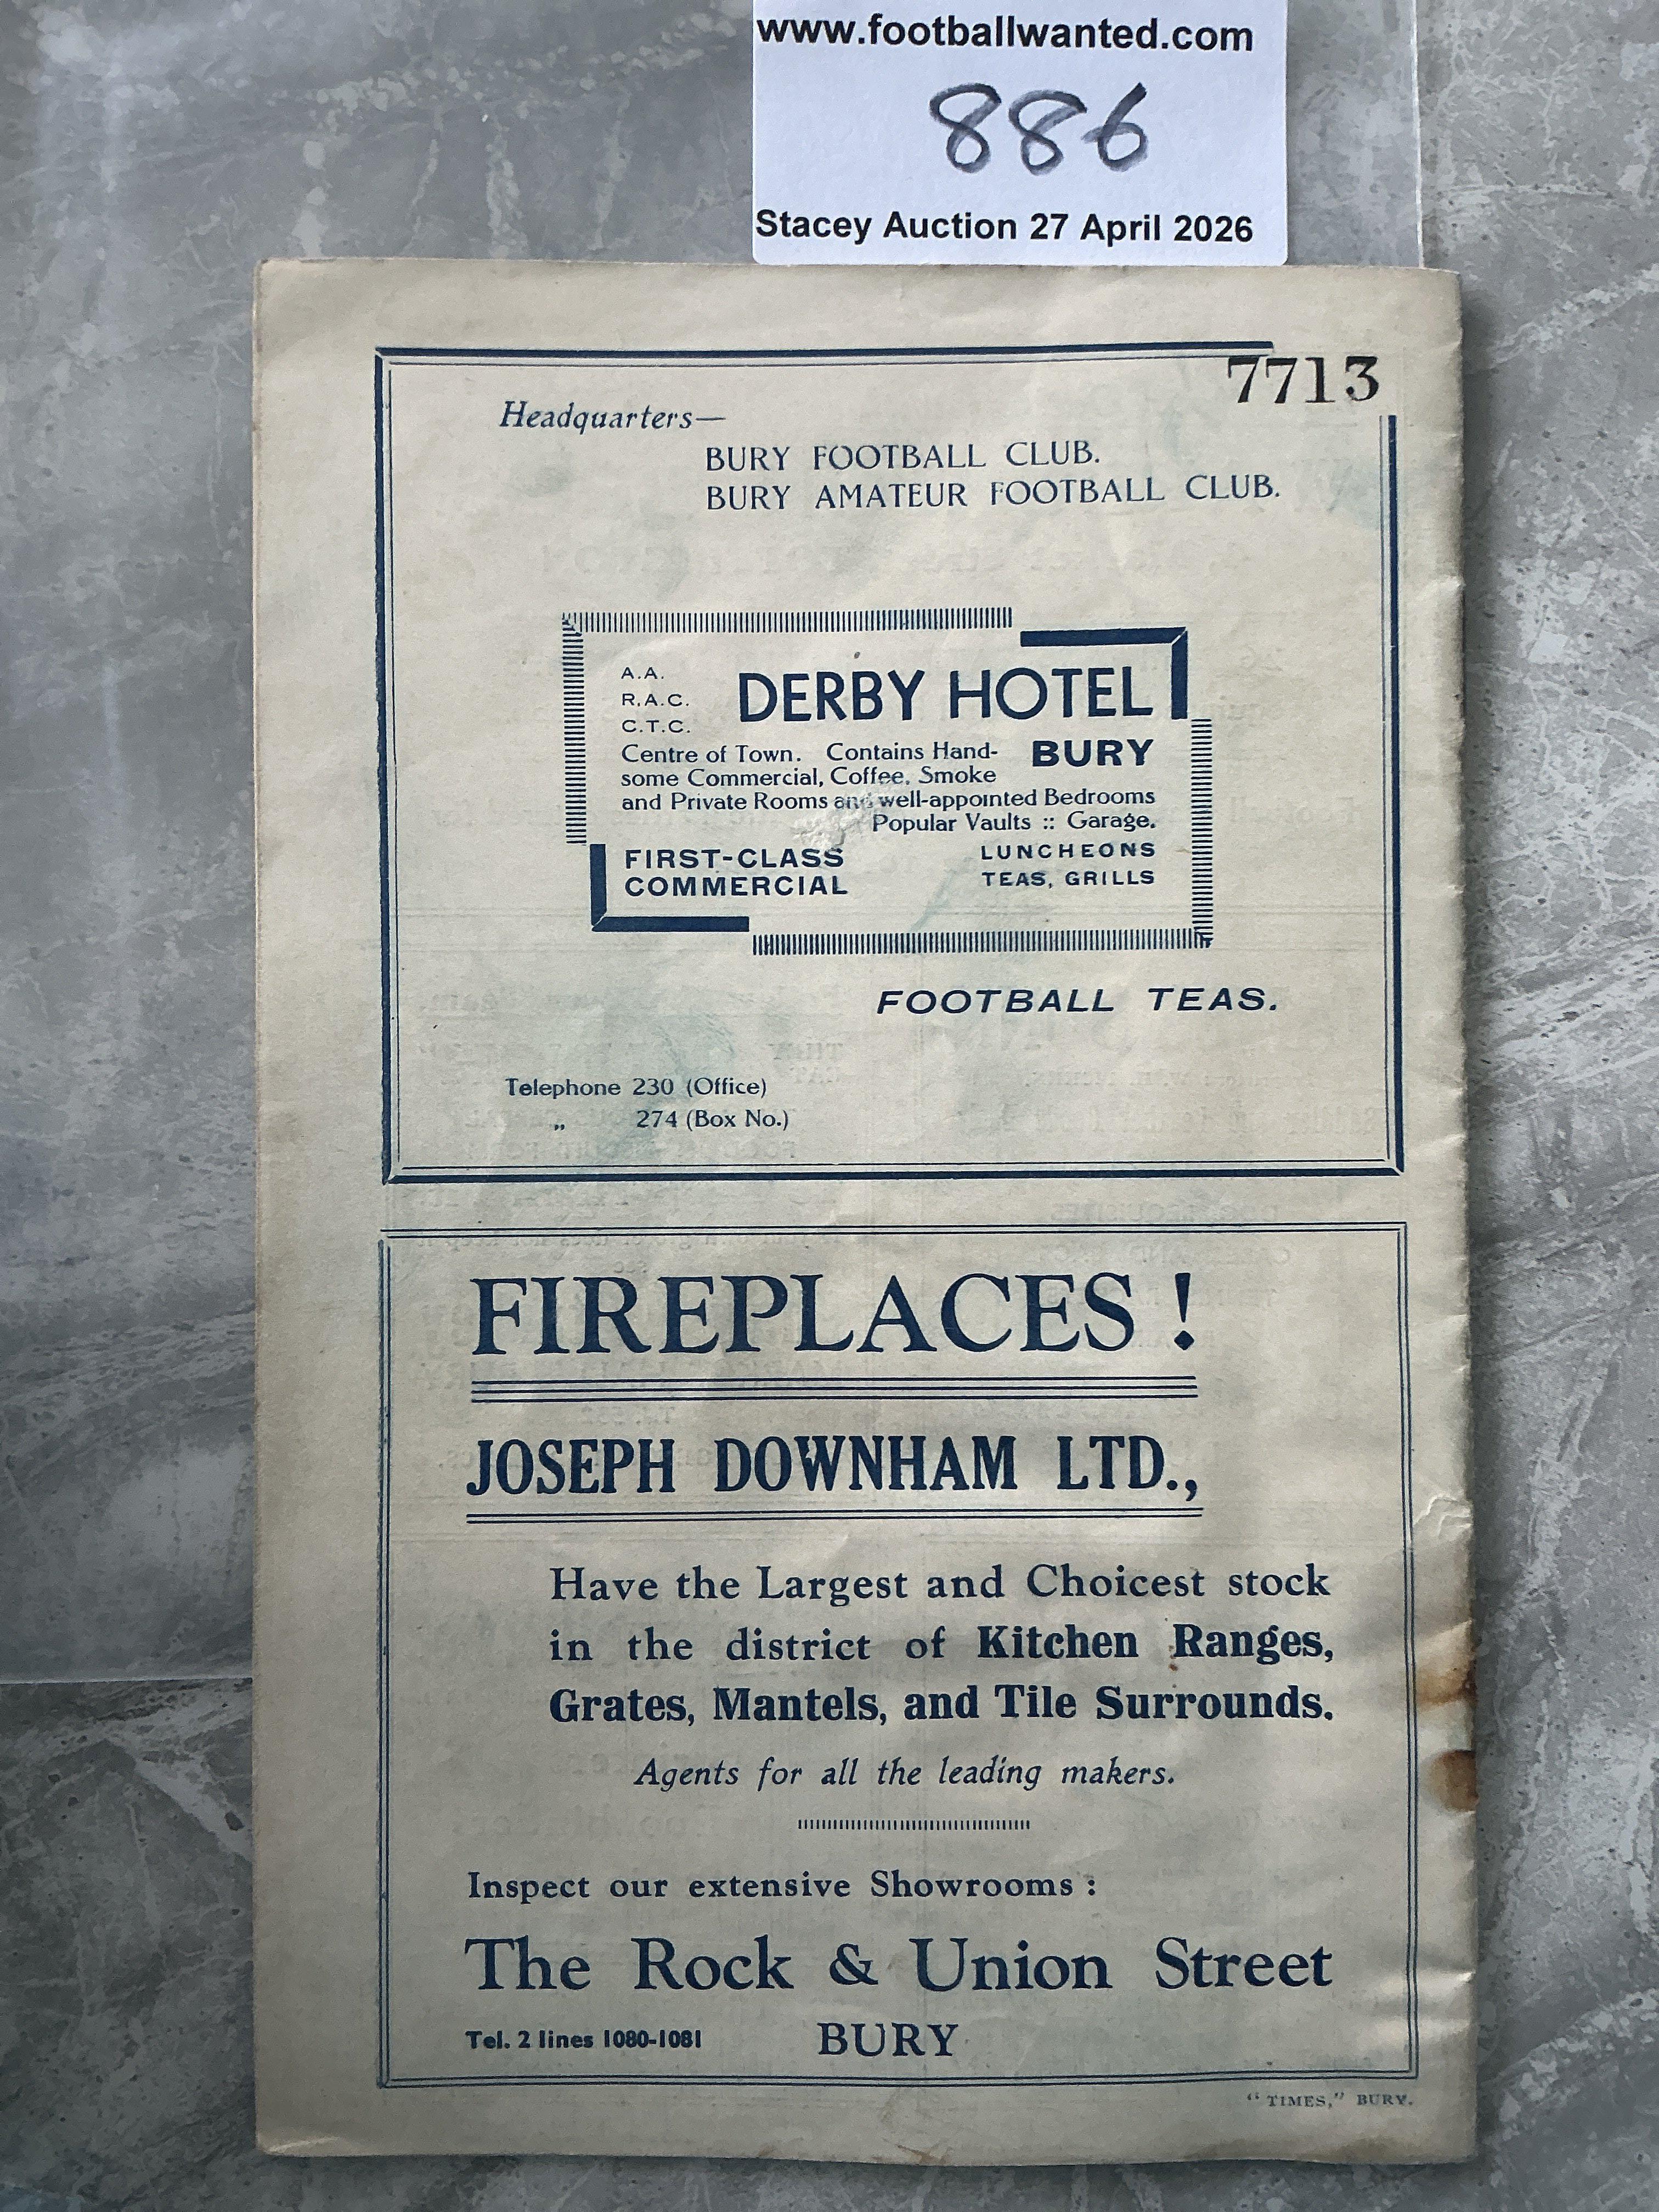 www.footballwanted.com
886
Stacey Auction 27 April 2026
7713
Headquarters—
BURY FOOTBALL CLUB.
BURY AMATEUR FOOTBALL CLUB.
A.A.
R.A.C.
C.T.C.
DERBY HOTEL
BURY
Centre of Town. Contains Hand-
some Commercial, Coffee, Smoke
and Private Rooms and well-appointed Bedrooms
Popular Vaults :: Garage.
FIRST-CLASS
COMMERCIAL
LUNCHEONS
TEAS, GRILLS
FOOTBALL TEAS.
Telephone 230 (Office)
„ 274 (Box No.)
FIREPLACES !
JOSEPH DOWNHAM LTD.,
Have the Largest and Choicest stock
in the district of Kitchen Ranges,
Grates, Mantels, and Tile Surrounds.
Agents for all the leading makers.
Inspect our extensive Showrooms :
The Rock & Union Street
Tel. 2 lines 1080-1081 BURY
"TIMES," BURY.